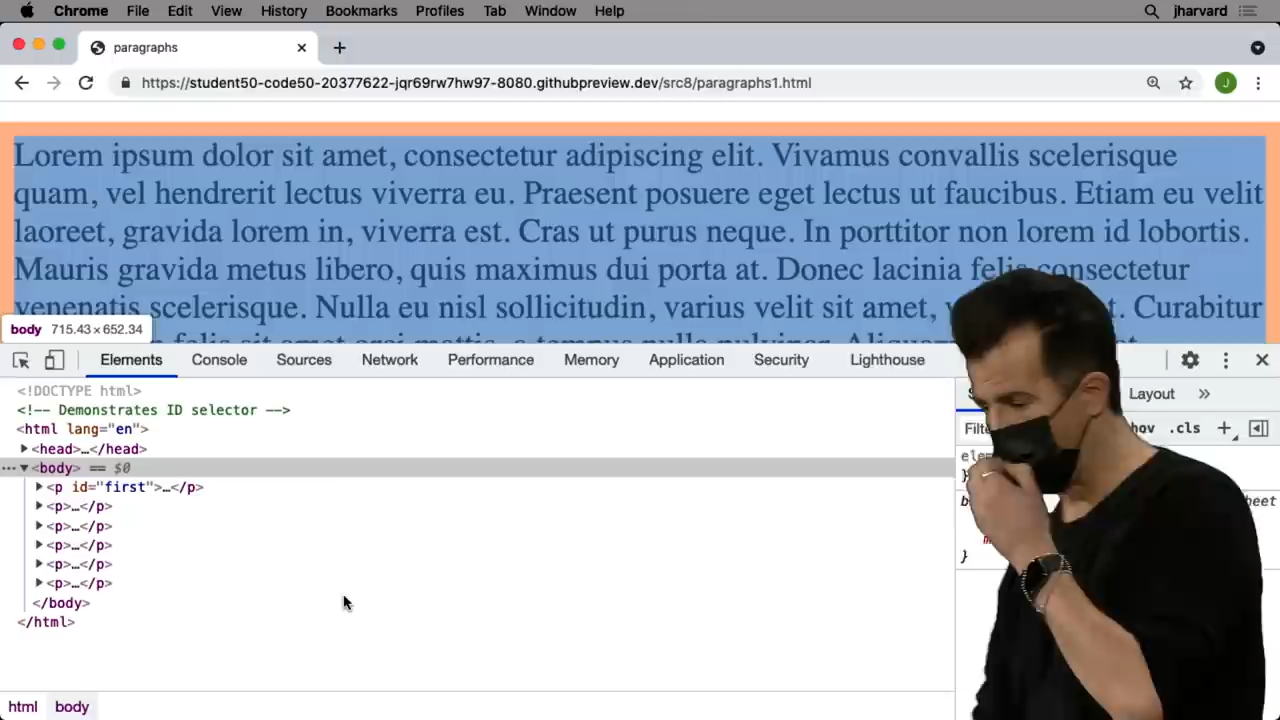 Chrome File Edit View History Bookmarks Profiles Tab Window Help jharvard
paragraphs
https://student50-code50-20377622-jqr69rw7hw97-8080.githubpreview.dev/src8/paragraphs1.html
J
Lorem ipsum dolor sit amet, consectetur adipiscing elit. Vivamus convallis scelerisque
quam, vel hendrerit lectus viverra eu. Praesent posuere eget lectus ut faucibus. Etiam eu velit
laoreet, gravida lorem in, viverra est. Cras ut purus neque. In porttitor non lorem id lobortis.
Mauris gravida metus libero, quis maximus dui porta at. Donec lacinia felis consectetur
venenatis scelerisque. Nulla eu nisl sollicitudin, varius velit sit amet, Curabitur
body 715.43×652.34
Elements Console Sources Network Performance Memory Application Security Lighthouse
<!DOCTYPE html>
<!-- Demonstrates ID selector -->
<html lang="en">
<head>…</head>
<body> == $0
<p id="first">…</p>
<p>…</p>
<p>…</p>
<p>…</p>
<p>…</p>
<p>…</p>
</body>
</html>
html body
Layout »
.cls +
}
}